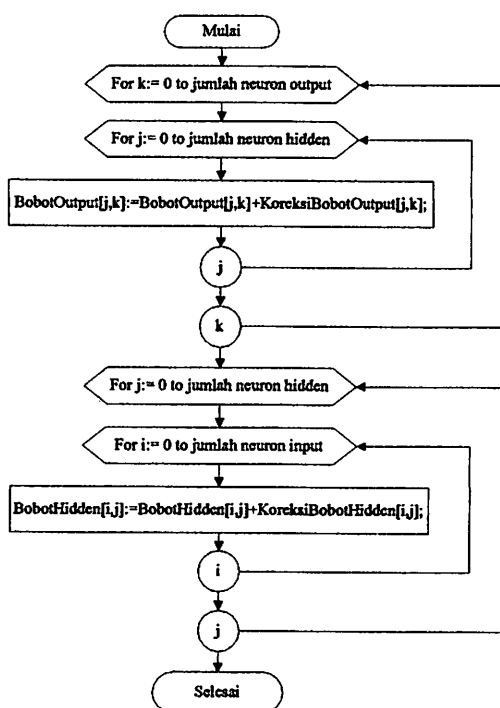 Mulai
For k:= 0 to jumlah neuron output
For j:= 0 to jumlah neuron hidden
BobotOutput[j,k]:=BobotOutput[j,k]+KoreksiBobotOutput[j,k];
j
k
For j:= 0 to jumlah neuron hidden
For i:= 0 to jumlah neuron input
BobotHidden[i,j]:=BobotHidden[i,j]+KoreksiBobotHidden[i,j];
i
j
Selesai